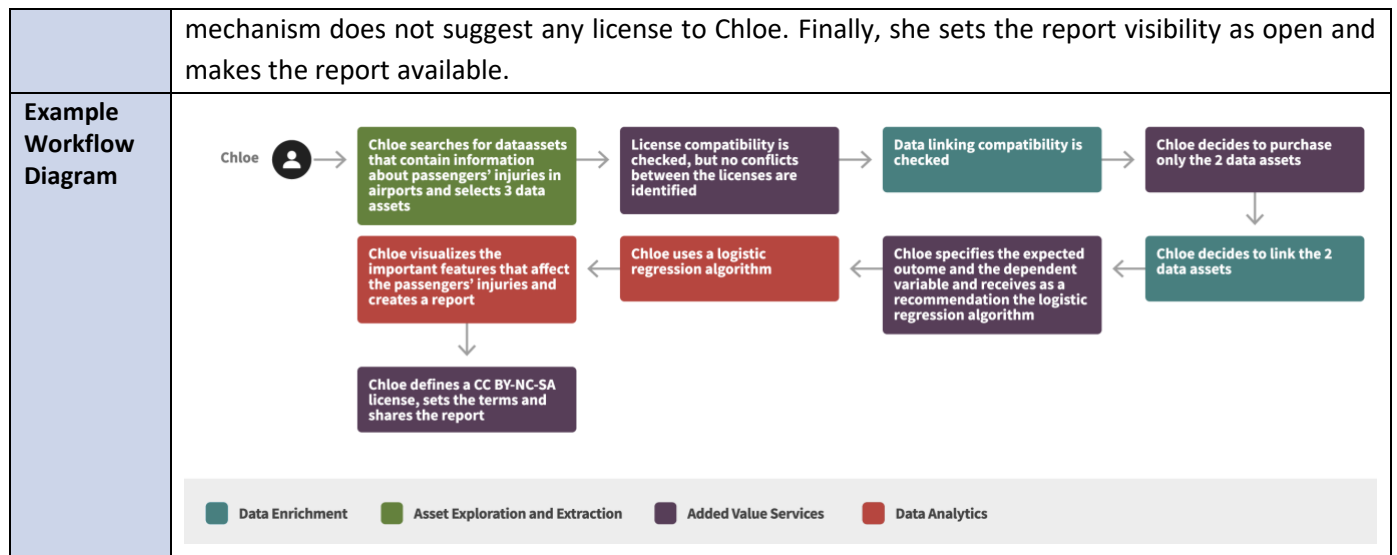 mechanism does not suggest any license to Chloe. Finally, she sets the report visibility as open and
makes the report available.
Example
Workflow
Diagram
Chloe
Chloe searches for dataassets
that contain information
about passengers' injuries in
airports and selects 3 data
assets
License compatibility is
checked, but no conflicts
between the licenses are
identified
Data linking compatibility is
checked
Chloe decides to purchase
only the 2 data assets
Chloe decides to link the 2
data assets
Chloe specifies the expected
outome and the dependent
variable and receives as a
recommendation the logistic
regression algorithm
Chloe uses a logistic
regression algorithm
Chloe visualizes the
important features that affect
the passengers' injuries and
creates a report
Chloe defines a CC BY-NC-SA
license, sets the terms and
shares the report
Data Enrichment
Asset Exploration and Extraction
Added Value Services
Data Analytics